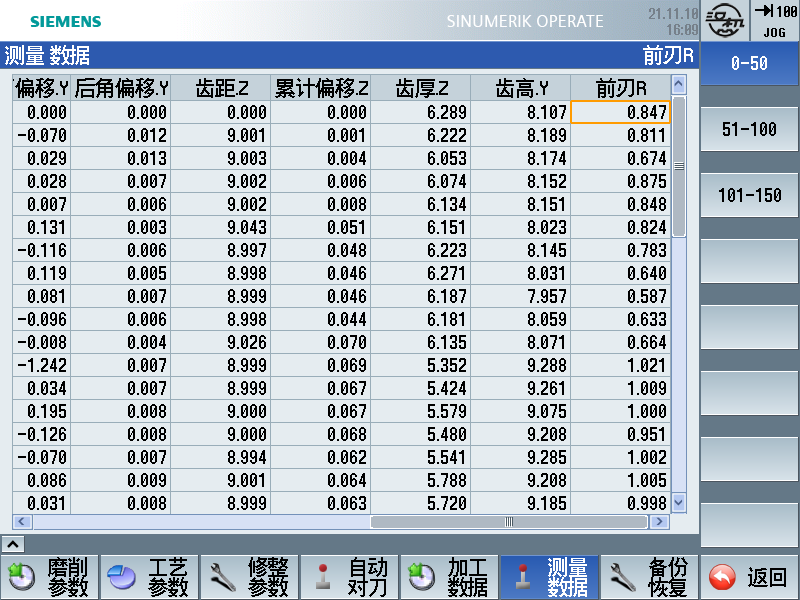 SIEMENS
SINUMERIK OPERATE
21.11.10
16:09
100
JOG
测量 数据 前刃R
偏移.Y 后角偏移.Y 齿距.Z 累计偏移.Z 齿厚.Z 齿高.Y 前刃R
0.000 0.000 0.000 0.000 6.289 8.107 0.847
-0.070 0.012 9.001 0.001 6.222 8.189 0.811
0.029 0.013 9.003 0.004 6.053 8.174 0.674
0.028 0.007 9.002 0.006 6.074 8.152 0.875
0.007 0.006 9.002 0.008 6.134 8.151 0.848
0.131 0.003 9.043 0.051 6.151 8.023 0.824
-0.116 0.006 8.997 0.048 6.223 8.145 0.783
0.119 0.005 8.998 0.046 6.271 8.031 0.640
0.081 0.007 8.999 0.046 6.187 7.957 0.587
-0.096 0.006 8.998 0.044 6.181 8.059 0.633
-0.008 0.004 9.026 0.070 6.135 8.071 0.664
-1.242 0.007 8.999 0.069 5.352 9.288 1.021
0.034 0.007 8.999 0.067 5.424 9.261 1.009
0.195 0.008 9.000 0.067 5.579 9.075 1.000
-0.126 0.008 9.000 0.068 5.480 9.208 0.951
-0.070 0.007 8.994 0.062 5.541 9.285 1.002
0.086 0.009 9.001 0.064 5.788 9.208 1.005
0.031 0.008 8.999 0.063 5.720 9.185 0.998
0-50
51-100
101-150
磨削
参数
工艺
参数
修整
参数
自动
对刀
加工
数据
测量
数据
备份
恢复
返回